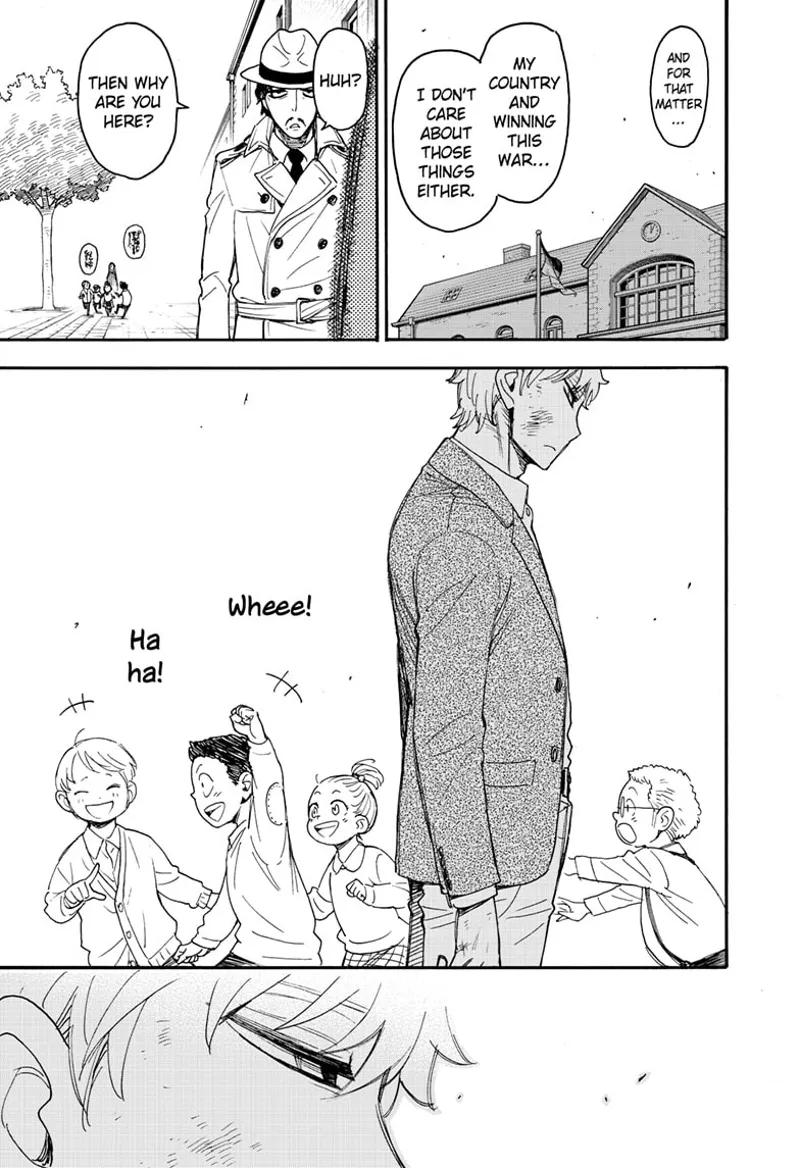 AND
FOR
THAT
MATTER
...
MY
COUNTRY
AND
WINNING
THIS
WAR...
I DON'T
CARE
ABOUT
THOSE
THINGS
EITHER.
HUH?
THEN WHY
ARE YOU
HERE?
Wheee!
Ha
ha!